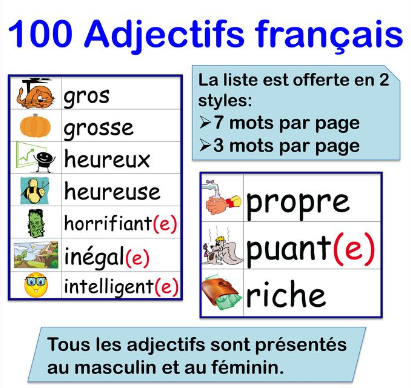 100 Adjectifs français
gros
grosse
heureux
heureuse
horrifiant(e)
inégal(e)
intelligent(e)
La liste est offerte en 2
styles:
➢7 mots par page
➢3 mots par page
propre
puant(e)
riche
Tous les adjectifs sont présentés
au masculin et au féminin.